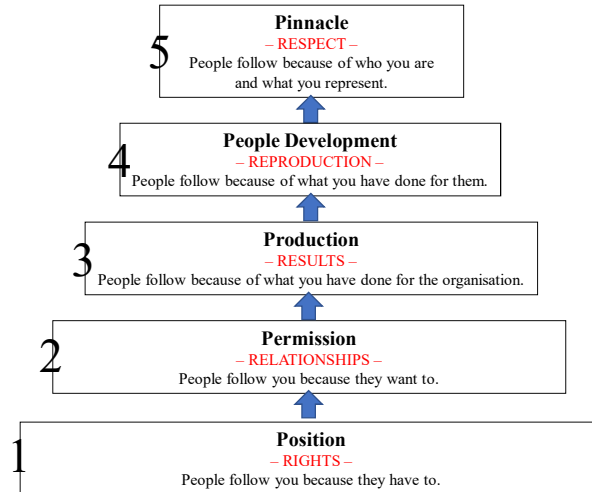 5
Pinnacle
– RESPECT –
People follow because of who you are
and what you represent.
4
People Development
– REPRODUCTION –
People follow because of what you have done for them.
3
Production
– RESULTS –
People follow because of what you have done for the organisation.
2
Permission
– RELATIONSHIPS –
People follow you because they want to.
1
Position
– RIGHTS –
People follow you because they have to.